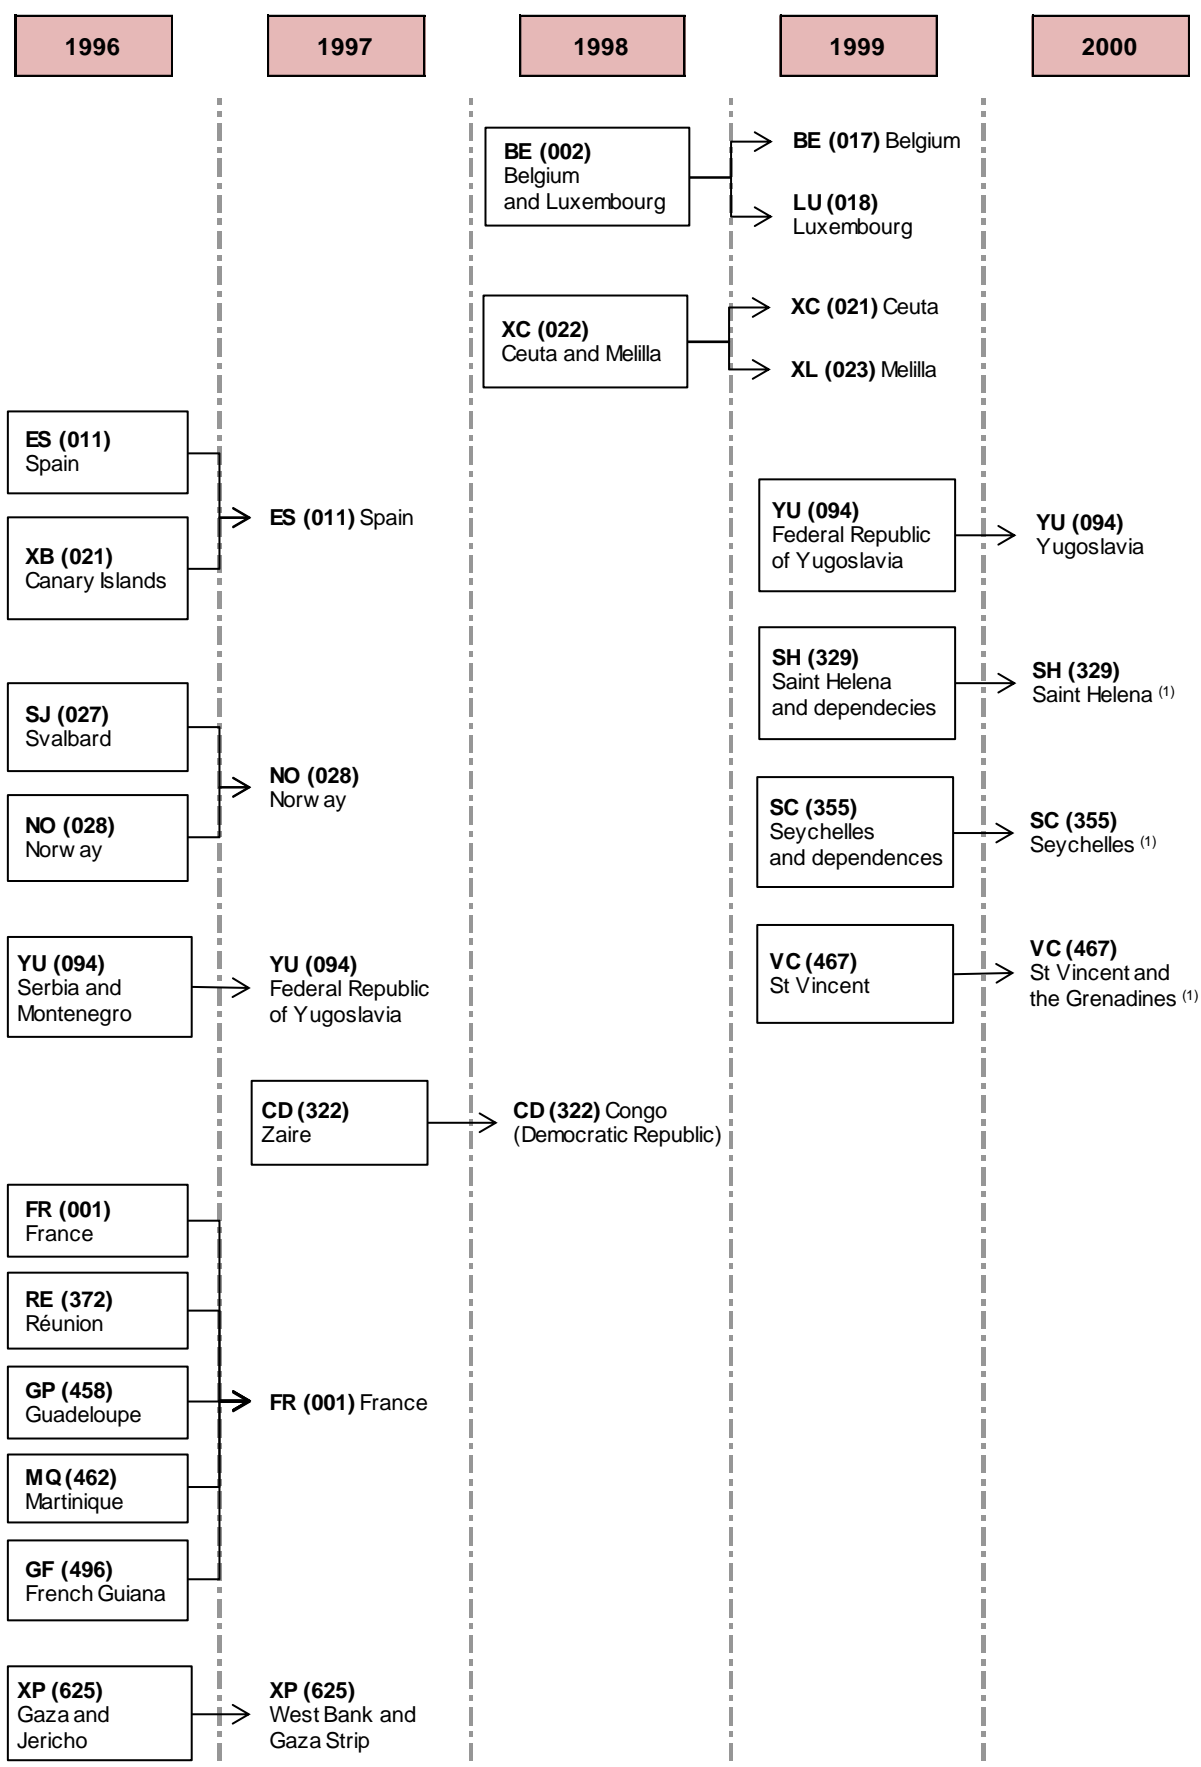 1996
1997
1998
1999
2000
BE (002)
Belgium
and Luxembourg
BE (017) Belgium
LU (018)
Luxembourg
XC (022)
Ceuta and Melilla
XC (021) Ceuta
XL (023) Melilla
ES (011)
Spain
XB (021)
Canary Islands
ES (011) Spain
YU (094)
Federal Republic
of Yugoslavia
YU (094)
Yugoslavia
SH (329)
Saint Helena
and dependecies
SH (329)
Saint Helena (1)
SJ (027)
Svalbard
NO (028)
Norway
NO (028)
Norway
SC (355)
Seychelles
and dependences
SC (355)
Seychelles (1)
YU (094)
Serbia and
Montenegro
YU (094)
Federal Republic
of Yugoslavia
VC (467)
St Vincent
VC (467)
St Vincent and
the Grenadines (1)
CD (322)
Zaire
CD (322) Congo
(Democratic Republic)
FR (001)
France
RE (372)
Réunion
GP (458)
Guadeloupe
MQ (462)
Martinique
GF (496)
French Guiana
FR (001) France
XP (625)
Gaza and
Jericho
XP (625)
West Bank and
Gaza Strip